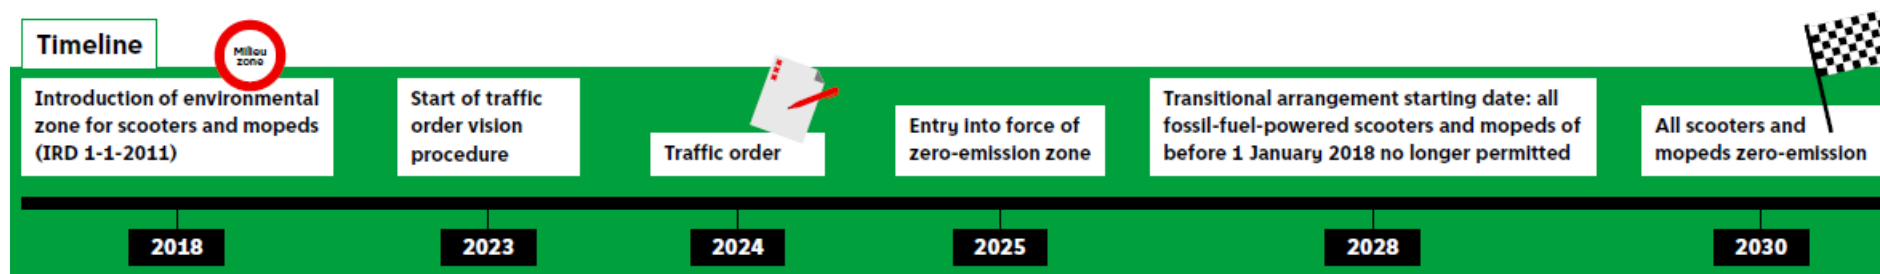 Timeline
Milieu
zone
Introduction of environmental
zone for scooters and mopeds
(IRD 1-1-2011)
Start of traffic
order vision
procedure
xxx
Traffic order
Entry into force of
zero-emission zone
Transitional arrangement starting date: all
fossil-fuel-powered scooters and mopeds of
before 1 January 2018 no longer permitted
All scooters and
mopeds zero-emission
2018
2023
2024
2025
2028
2030